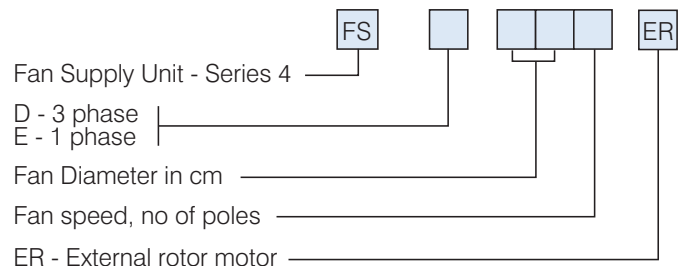 FS ER
Fan Supply Unit - Series 4
D - 3 phase
E - 1 phase
Fan Diameter in cm
Fan speed, no of poles
ER - External rotor motor